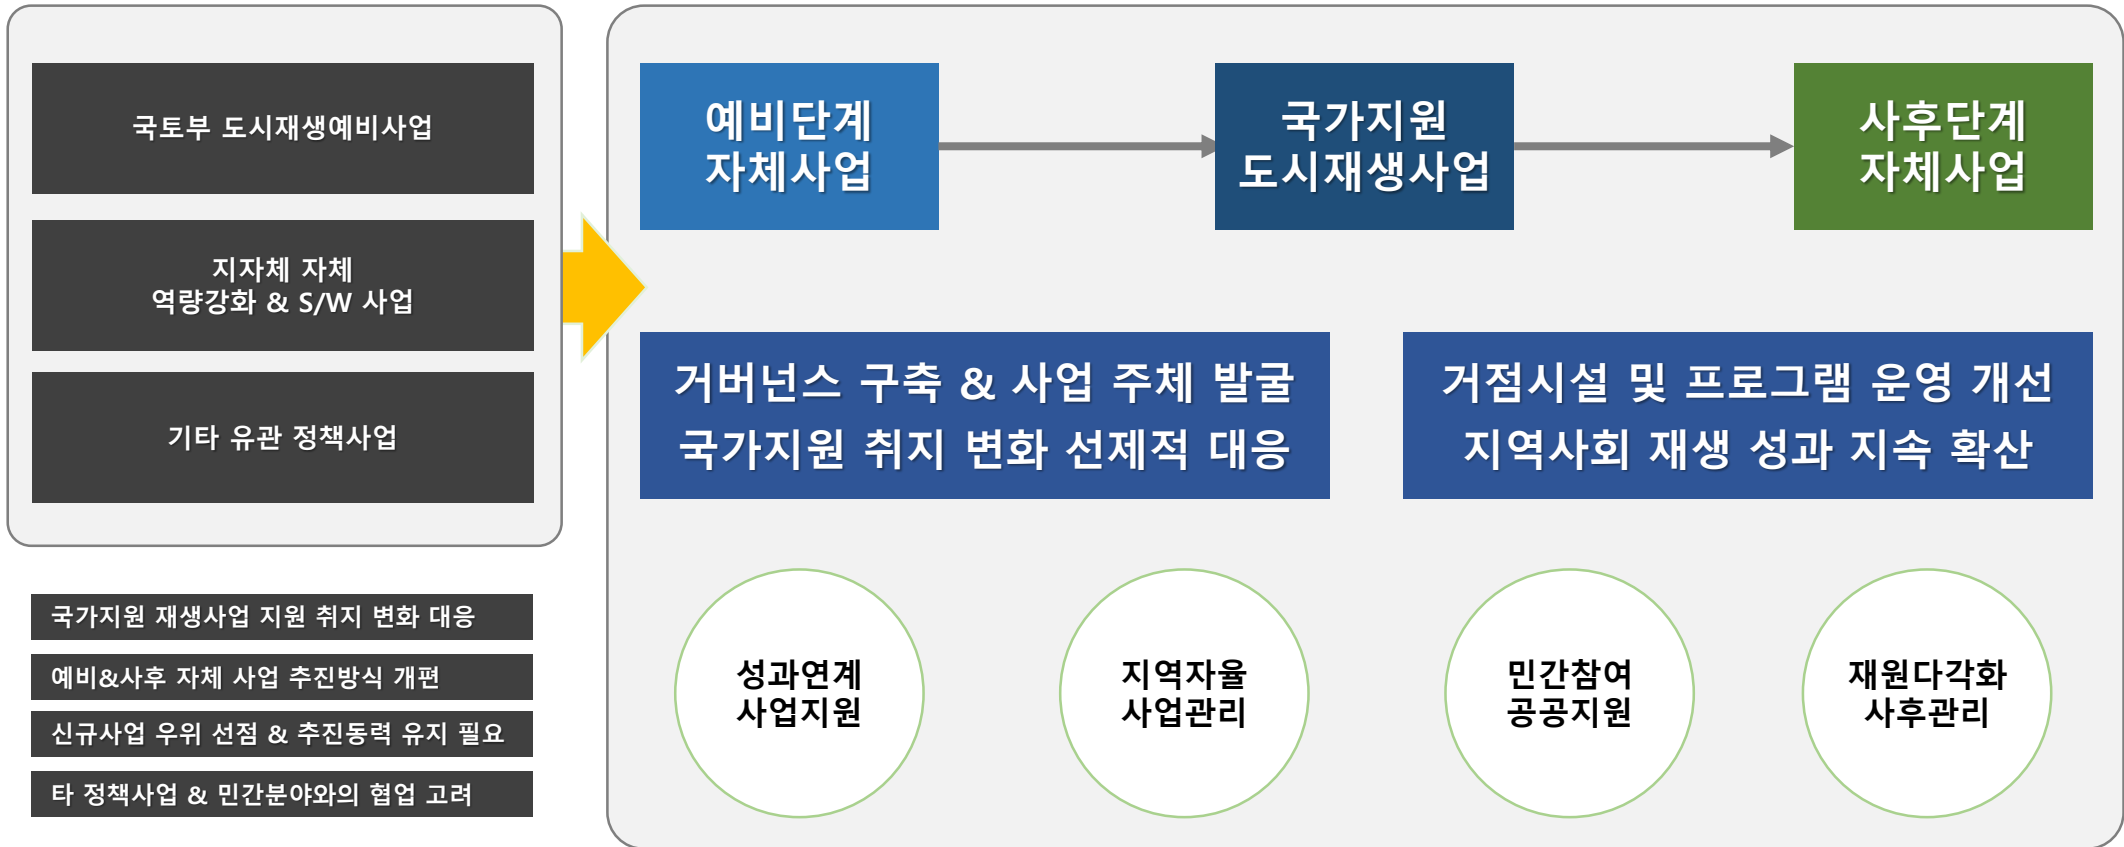 국토부 도시재생예비사업
지자체 자체
역량강화 & S/W 사업
기타 유관 정책사업
국가지원 재생사업 지원 취지 변화 대응
예비&사후 자체 사업 추진방식 개편
신규사업 우위 선점 & 추진동력 유지 필요
타 정책사업 & 민간분야와의 협업 고려
예비단계
자체사업
국가지원
도시재생사업
사후단계
자체사업
거버넌스 구축 & 사업 주체 발굴
국가지원 취지 변화 선제적 대응
거점시설 및 프로그램 운영 개선
지역사회 재생 성과 지속 확산
성과연계
사업지원
지역자율
사업관리
민간참여
공공지원
재원다각화
사후관리